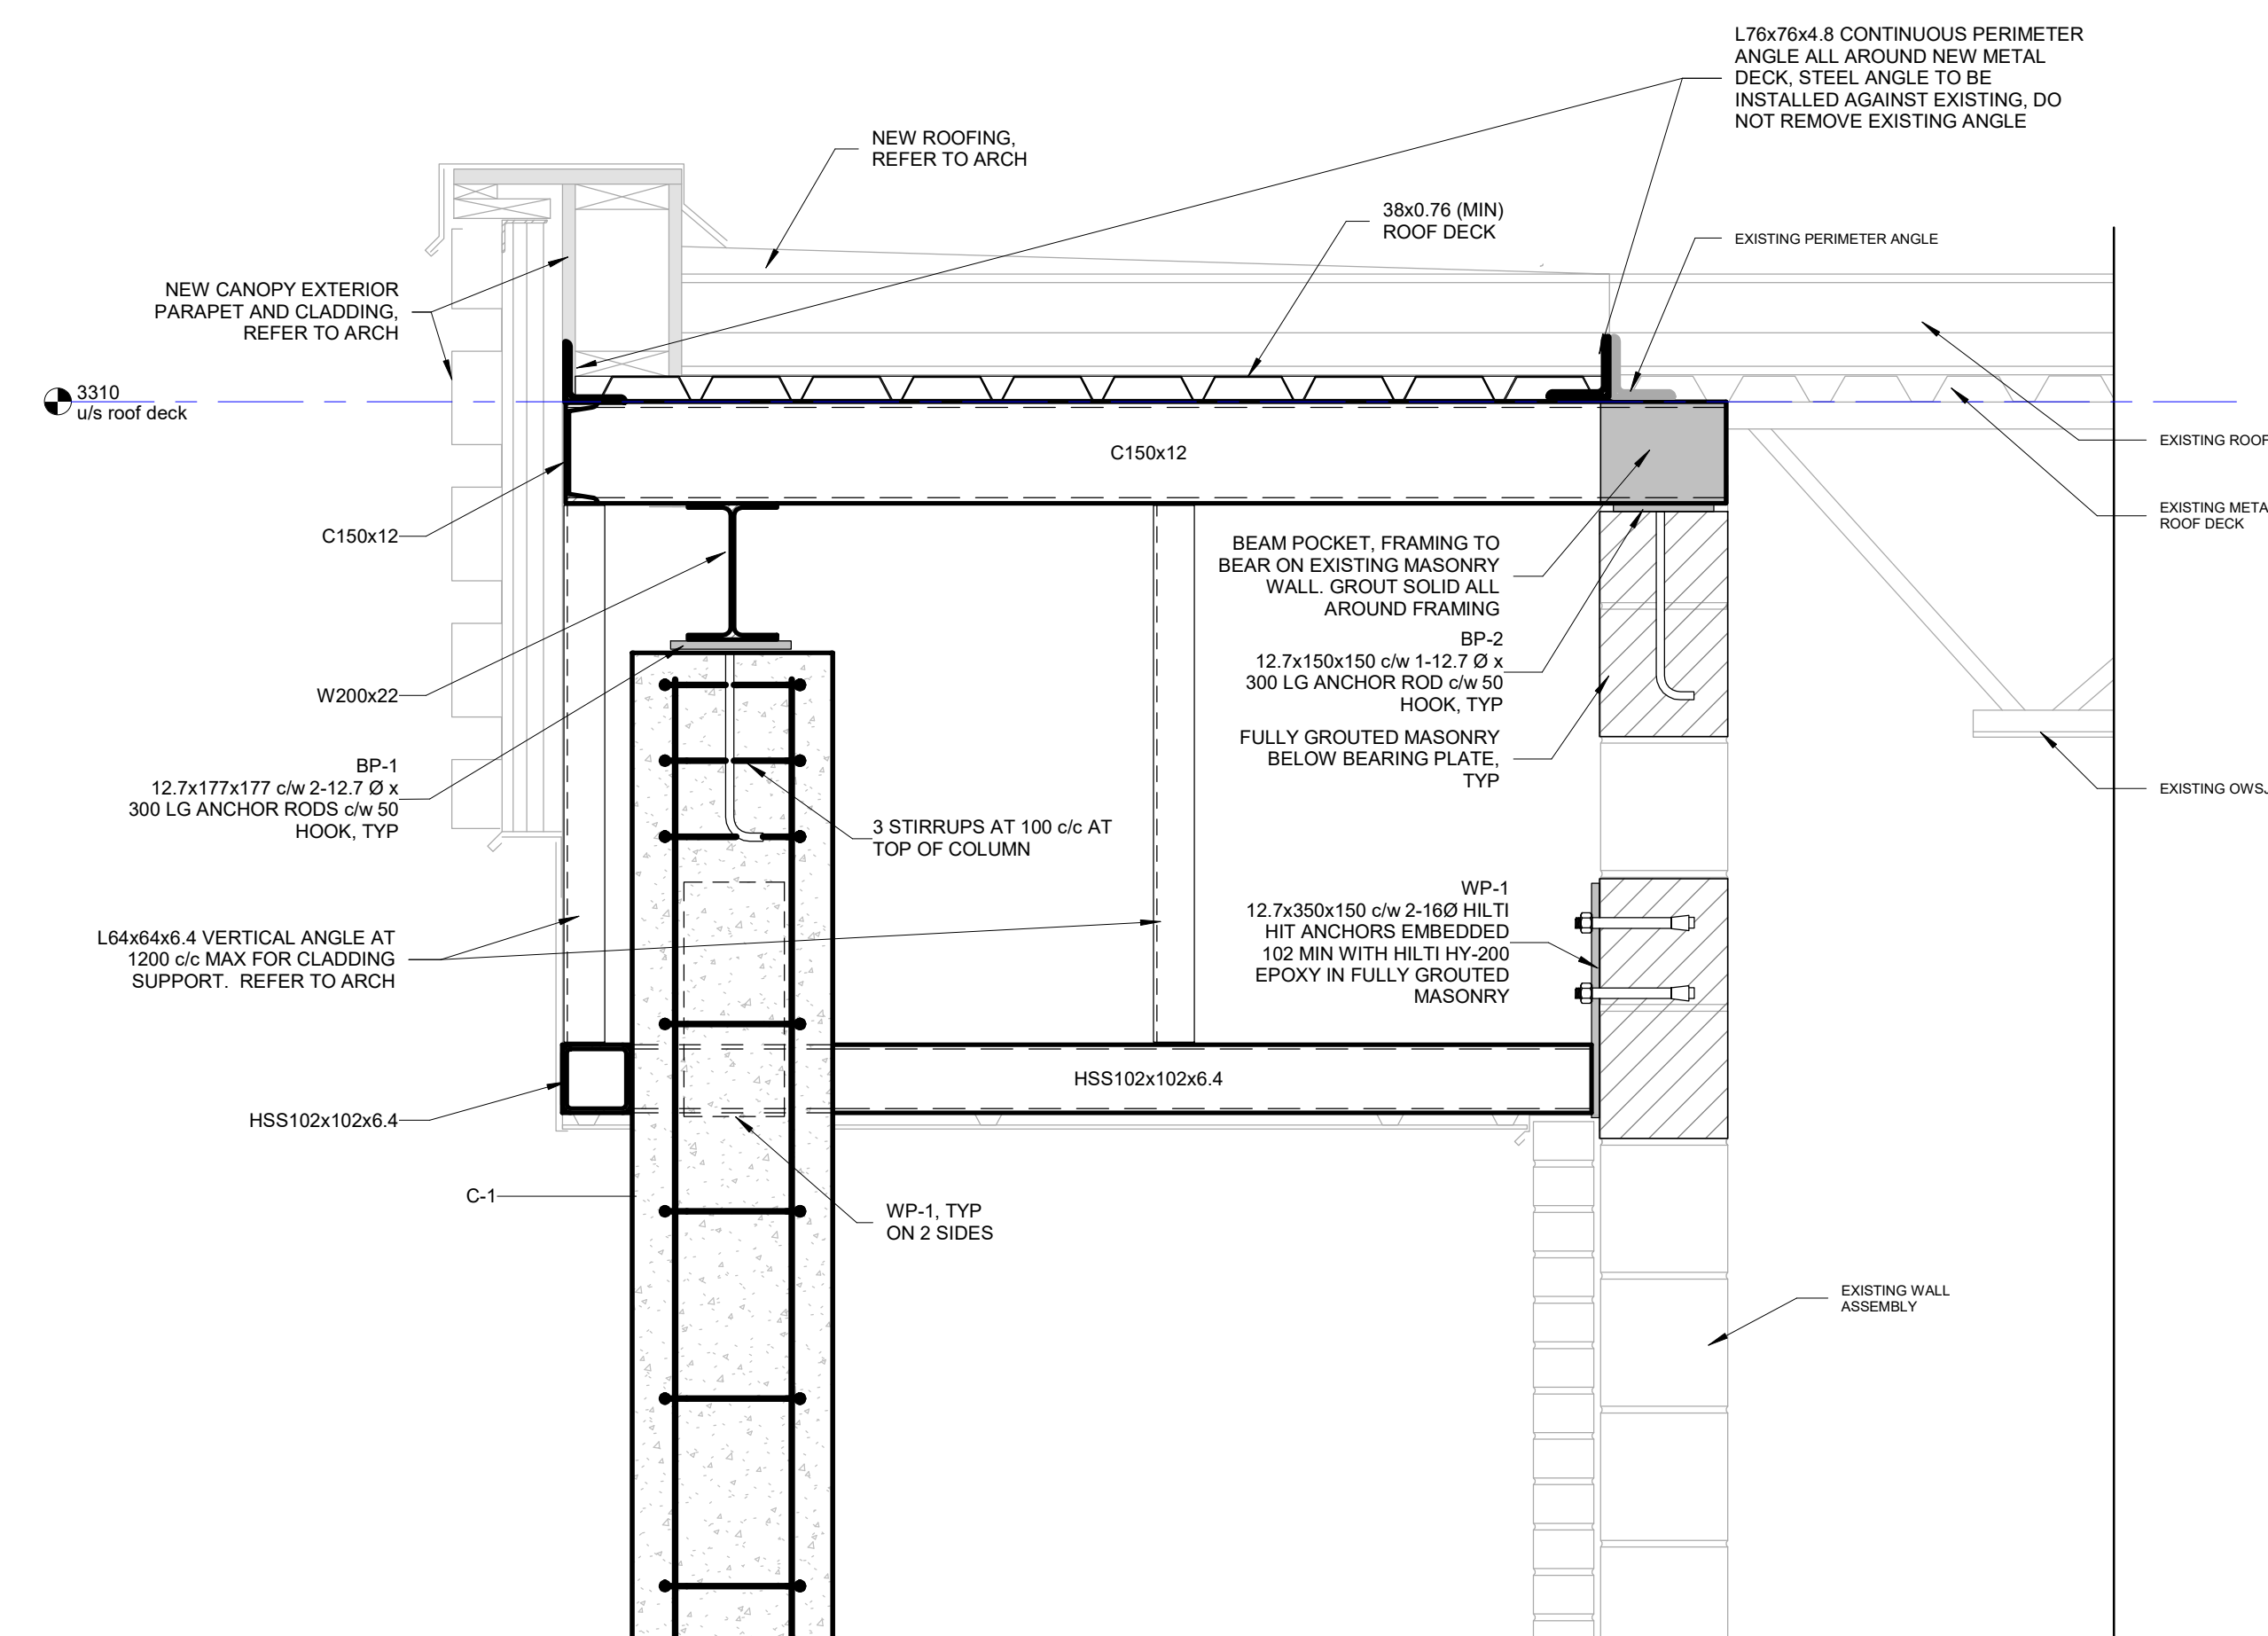 L76x76x4.8 CONTINUOUS PERIMETER
ANGLE ALL AROUND NEW METAL
DECK, STEEL ANGLE TO BE
INSTALLED AGAINST EXISTING, DO
NOT REMOVE EXISTING ANGLE
NEW ROOFING,
REFER TO ARCH
38x0.76 (MIN)
ROOF DECK
EXISTING PERIMETER ANGLE
NEW CANOPY EXTERIOR
PARAPET AND CLADDING,
REFER TO ARCH
3310
u/s roof deck
C150x12
EXISTING ROOF
EXISTING META
ROOF DECK
C150x12
BEAM POCKET, FRAMING TO
BEAR ON EXISTING MASONRY
WALL. GROUT SOLID ALL
AROUND FRAMING
W200x22
BP-2
12.7x150x150 c/w 1-12.7 Ø x
300 LG ANCHOR ROD c/w 50
HOOK, TYP
FULLY GROUTED MASONRY
BELOW BEARING PLATE,
TYP
BP-1
12.7x177x177 c/w 2-12.7 Ø x
300 LG ANCHOR RODS c/w 50
HOOK, TYP
EXISTING OWSJ
3 STIRRUPS AT 100 c/c AT
TOP OF COLUMN
WP-1
12.7x350x150 c/w 2-16Ø HILTI
HIT ANCHORS EMBEDDED
102 MIN WITH HILTI HY-200
EPOXY IN FULLY GROUTED
MASONRY
L64x64x6.4 VERTICAL ANGLE AT
1200 c/c MAX FOR CLADDING
SUPPORT. REFER TO ARCH
HSS102x102x6.4
HSS102x102x6.4
C-1
WP-1, TYP
ON 2 SIDES
EXISTING WALL
ASSEMBLY